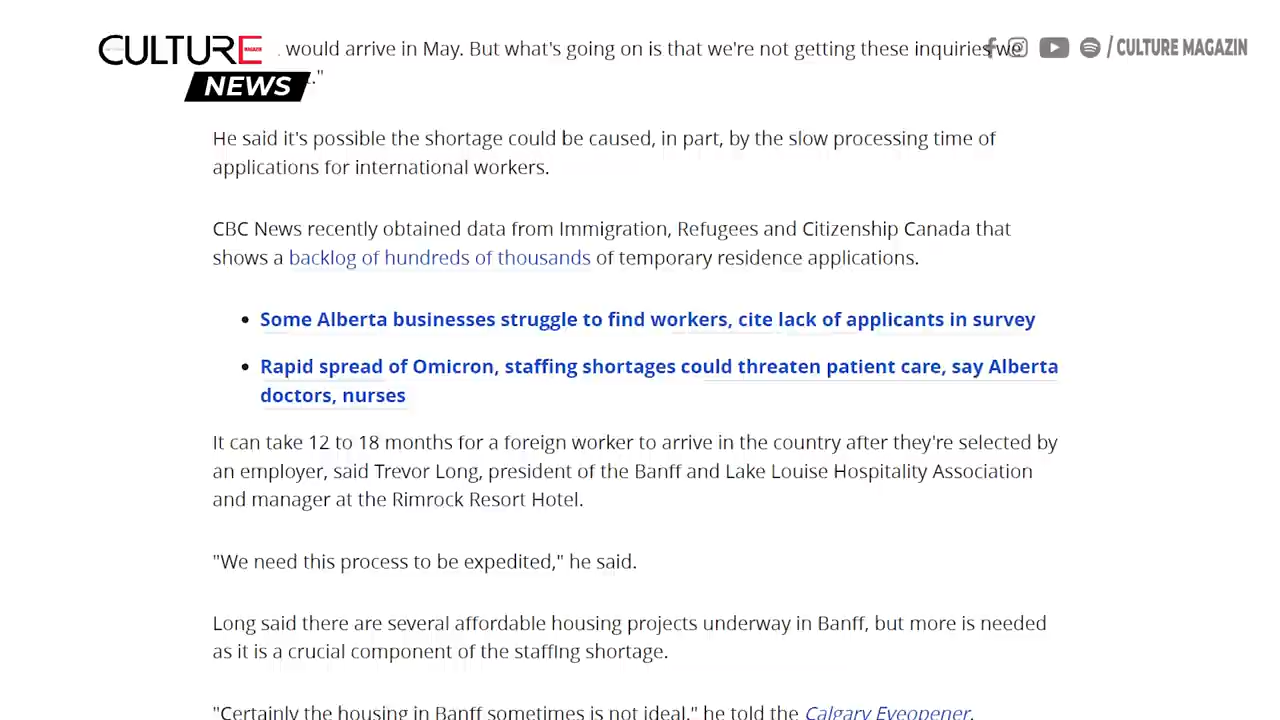 CULTURE
MAGAZIN
NEWS
/ CULTURE MAGAZIN
would arrive in May. But what's going on is that we're not getting these inquiries we
."
He said it's possible the shortage could be caused, in part, by the slow processing time of
applications for international workers.
CBC News recently obtained data from Immigration, Refugees and Citizenship Canada that
shows a backlog of hundreds of thousands of temporary residence applications.
• Some Alberta businesses struggle to find workers, cite lack of applicants in survey
• Rapid spread of Omicron, staffing shortages could threaten patient care, say Alberta
doctors, nurses
It can take 12 to 18 months for a foreign worker to arrive in the country after they're selected by
an employer, said Trevor Long, president of the Banff and Lake Louise Hospitality Association
and manager at the Rimrock Resort Hotel.
"We need this process to be expedited," he said.
Long said there are several affordable housing projects underway in Banff, but more is needed
as it is a crucial component of the staffing shortage.
"Certainly the housing in Banff sometimes is not ideal," he told the Calgary Eyeopener.